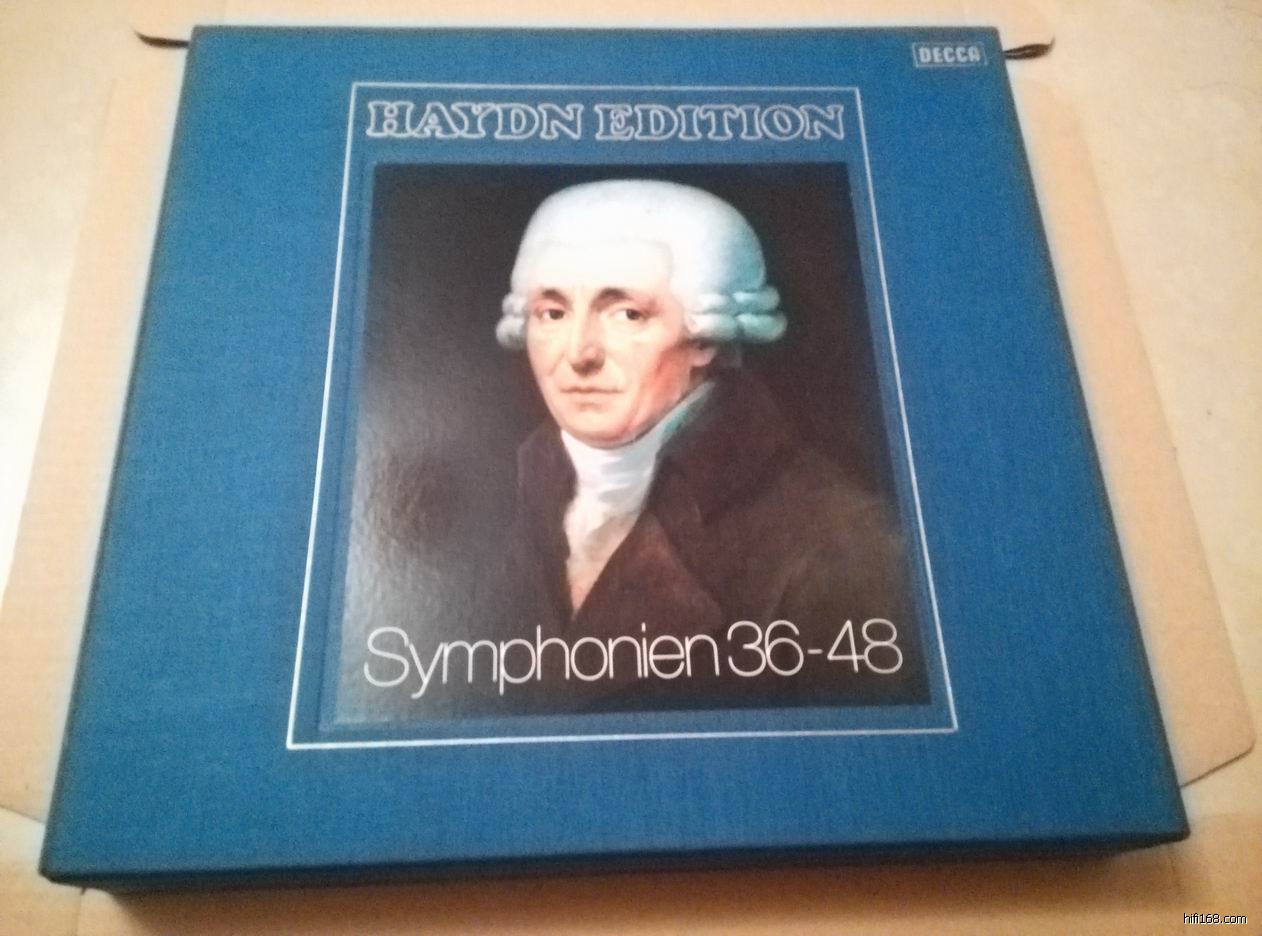 DECCA
HAYDN EDITION
Symphonien 36-48
hifi168.com